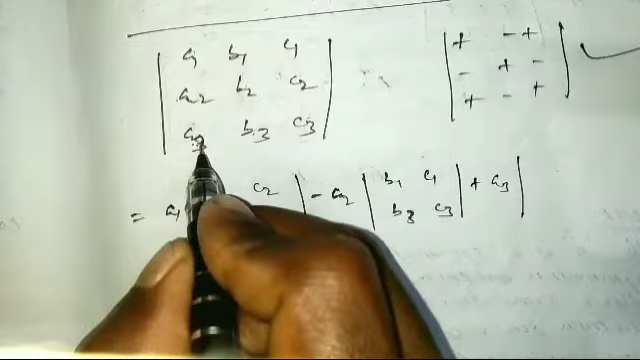 a₁ b₁ c₁
a₂ b₂ c₂
a₃ b₃ c₃
+ - +
- + -
+ - +
= a₁ c₂ | - a₂ | b₁ c₁ | + a₃ |
b₃ c₃